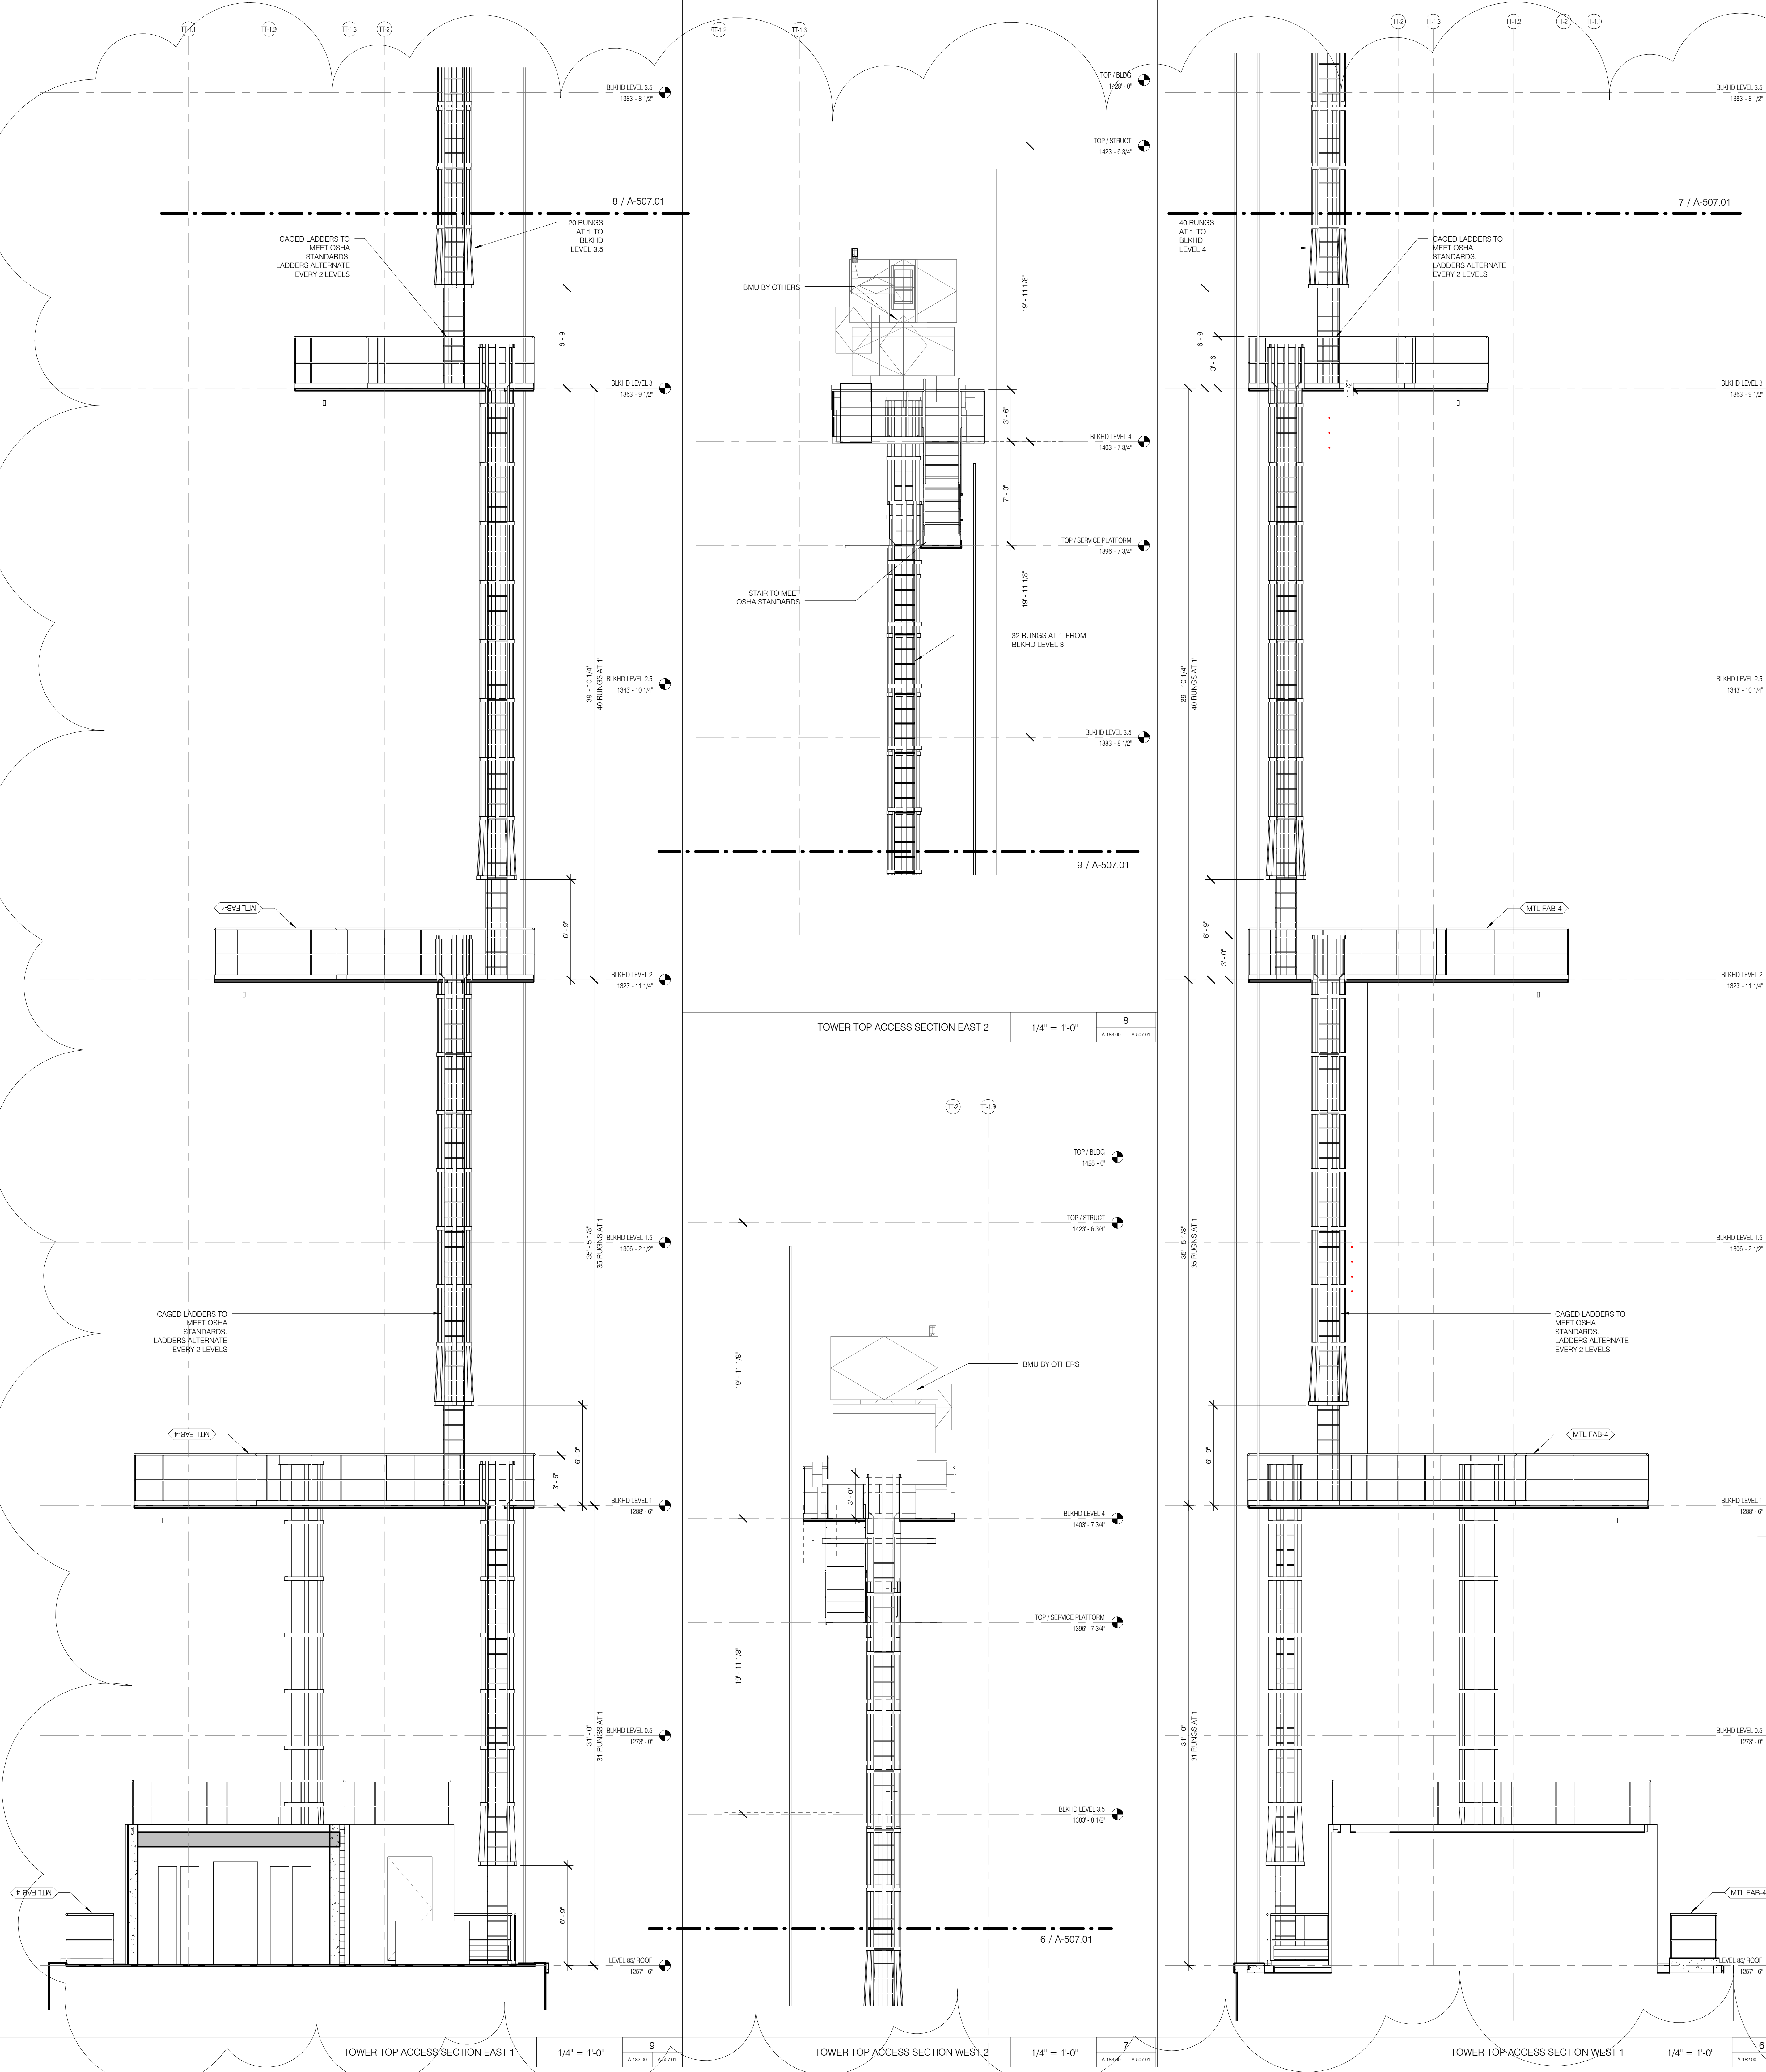 TT-1.1
TT-1.2
TT-1.3
TT-2
BLKHD LEVEL 3.5
1383' - 8 1/2"
8 / A-507.01
20 RUNGS
AT 1' TO
BLKHD
LEVEL 3.5
CAGED LADDERS TO
MEET OSHA
STANDARDS.
LADDERS ALTERNATE
EVERY 2 LEVELS
6' - 9"
BLKHD LEVEL 3
1363' - 9 1/2"
39' - 10 1/4"
40 RUNGS AT 1'
BLKHD LEVEL 2.5
1343' - 10 1/4"
MTL FAB-4
6' - 9"
BLKHD LEVEL 2
1323' - 11 1/4"
35' - 5 1/8"
35 RUGNS AT 1'
BLKHD LEVEL 1.5
1306' - 2 1/2"
CAGED LADDERS TO
MEET OSHA
STANDARDS.
LADDERS ALTERNATE
EVERY 2 LEVELS
MTL FAB-4
6' - 9"
3' - 6"
BLKHD LEVEL 1
1288' - 6"
31' - 0"
31 RUNGS AT 1'
BLKHD LEVEL 0.5
1273' - 0"
MTL FAB-4
6' - 9"
LEVEL 85/ ROOF
1257' - 6"
TOWER TOP ACCESS SECTION EAST 1
1/4" = 1'-0"
9
A-182.00
A-507.01
TT-1.2
TT-1.3
TOP / BLDG
1428' - 0"
TOP / STRUCT
1423' - 6 3/4"
BMU BY OTHERS
19' - 11 1/8"
3' - 6"
BLKHD LEVEL 4
1403' - 7 3/4"
7' - 0"
TOP / SERVICE PLATFORM
1396' - 7 3/4"
STAIR TO MEET
OSHA STANDARDS
19' - 11 1/8"
32 RUNGS AT 1' FROM
BLKHD LEVEL 3
BLKHD LEVEL 3.5
1383' - 8 1/2"
9 / A-507.01
TOWER TOP ACCESS SECTION EAST 2
1/4" = 1'-0"
8
A-183.00
A-507.01
TT-2
TT-1.3
TOP / BLDG
1428' - 0"
TOP / STRUCT
1423' - 6 3/4"
19' - 11 1/8"
BMU BY OTHERS
3' - 0"
BLKHD LEVEL 4
1403' - 7 3/4"
TOP / SERVICE PLATFORM
1396' - 7 3/4"
19' - 11 1/8"
BLKHD LEVEL 3.5
1383' - 8 1/2"
6 / A-507.01
TOWER TOP ACCESS SECTION WEST 2
1/4" = 1'-0"
7
A-183.00
A-507.01
TT-2
TT-1.3
TT-1.2
T-2
TT-1.1
BLKHD LEVEL 3.5
1383' - 8 1/2"
7 / A-507.01
40 RUNGS
AT 1' TO
BLKHD
LEVEL 4
CAGED LADDERS TO
MEET OSHA
STANDARDS.
LADDERS ALTERNATE
EVERY 2 LEVELS
6' - 9"
3' - 6"
1 1/2"
BLKHD LEVEL 3
1363' - 9 1/2"
39' - 10 1/4"
40 RUNGS AT 1'
BLKHD LEVEL 2.5
1343' - 10 1/4"
MTL FAB-4
6' - 9"
3' - 0"
BLKHD LEVEL 2
1323' - 11 1/4"
35' - 5 1/8"
35 RUGNS AT 1'
BLKHD LEVEL 1.5
1306' - 2 1/2"
CAGED LADDERS TO
MEET OSHA
STANDARDS.
LADDERS ALTERNATE
EVERY 2 LEVELS
MTL FAB-4
6' - 9"
BLKHD LEVEL 1
1288' - 6"
31' - 0"
31 RUNGS AT 1'
BLKHD LEVEL 0.5
1273' - 0"
MTL FAB-4
LEVEL 85/ ROOF
1257' - 6"
TOWER TOP ACCESS SECTION WEST 1
1/4" = 1'-0"
6
A-182.00